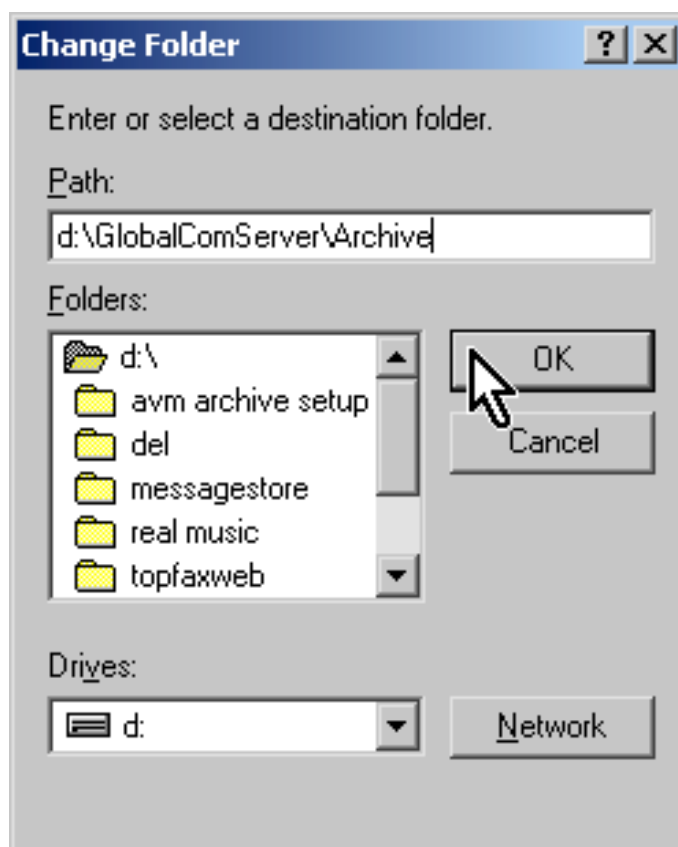 Change Folder
Enter or select a destination folder.
Path:
d:\GlobalComServer\Archive
Folders:
d:\
avm archive setup
del
messagestore
real music
topfaxweb
OK
Cancel
Drives:
d:
Network